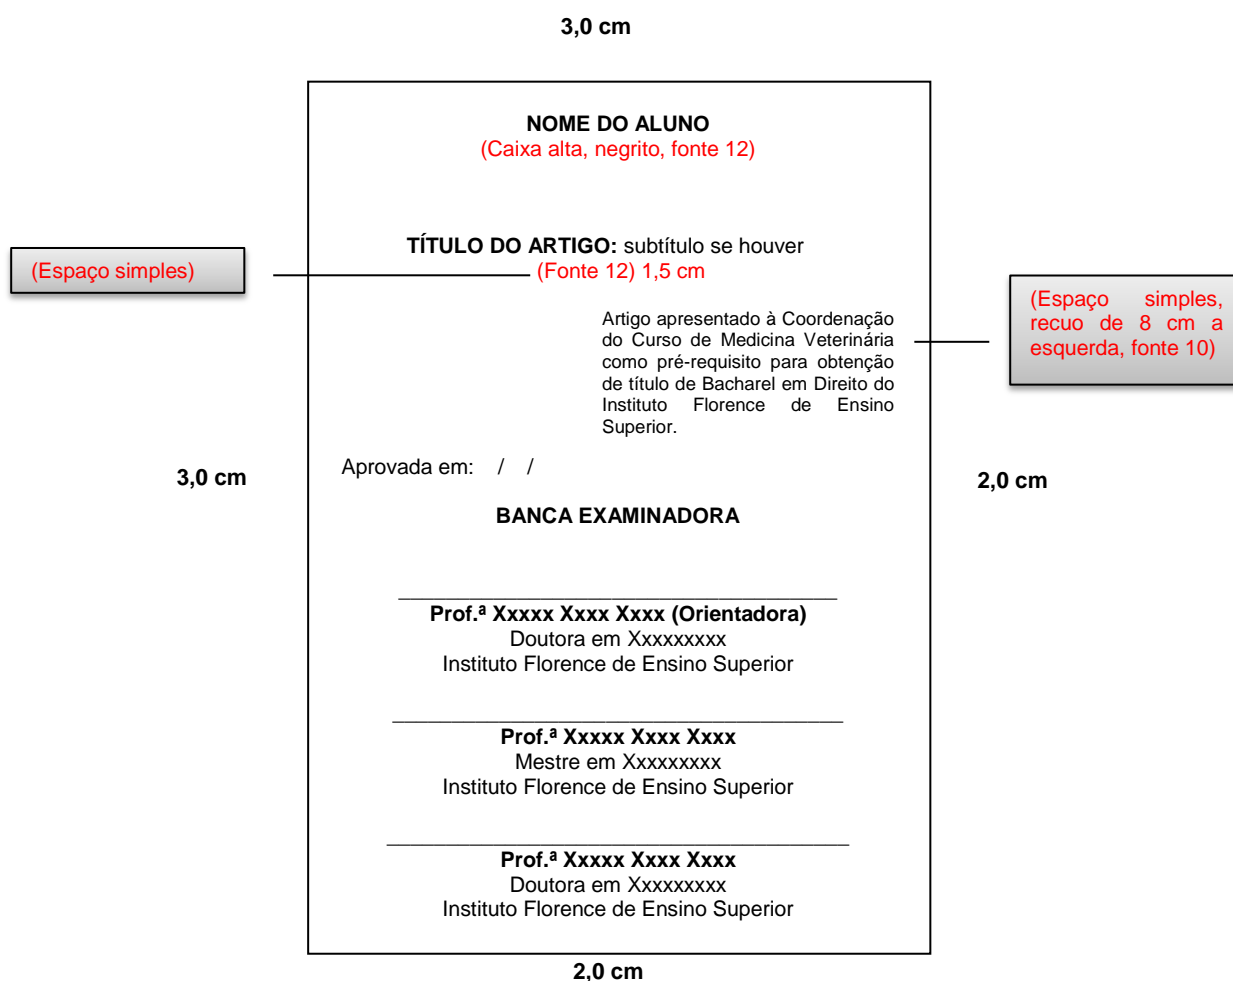 3,0 cm
NOME DO ALUNO
(Caixa alta, negrito, fonte 12)
TÍTULO DO ARTIGO: subtítulo se houver
(Espaço simples)
(Fonte 12) 1,5 cm
(Espaço simples,
recuo de 8 cm a
esquerda, fonte 10)
Artigo apresentado à Coordenação
do Curso de Medicina Veterinária
como pré-requisito para obtenção
de título de Bacharel em Direito do
Instituto Florence de Ensino
Superior.
Aprovada em: / /
3,0 cm
2,0 cm
BANCA EXAMINADORA
Prof.ª Xxxxx Xxxx Xxxx (Orientadora)
Doutora em Xxxxxxxxx
Instituto Florence de Ensino Superior
Prof.ª Xxxxx Xxxx Xxxx
Mestre em Xxxxxxxxx
Instituto Florence de Ensino Superior
Prof.ª Xxxxx Xxxx Xxxx
Doutora em Xxxxxxxxx
Instituto Florence de Ensino Superior
2,0 cm